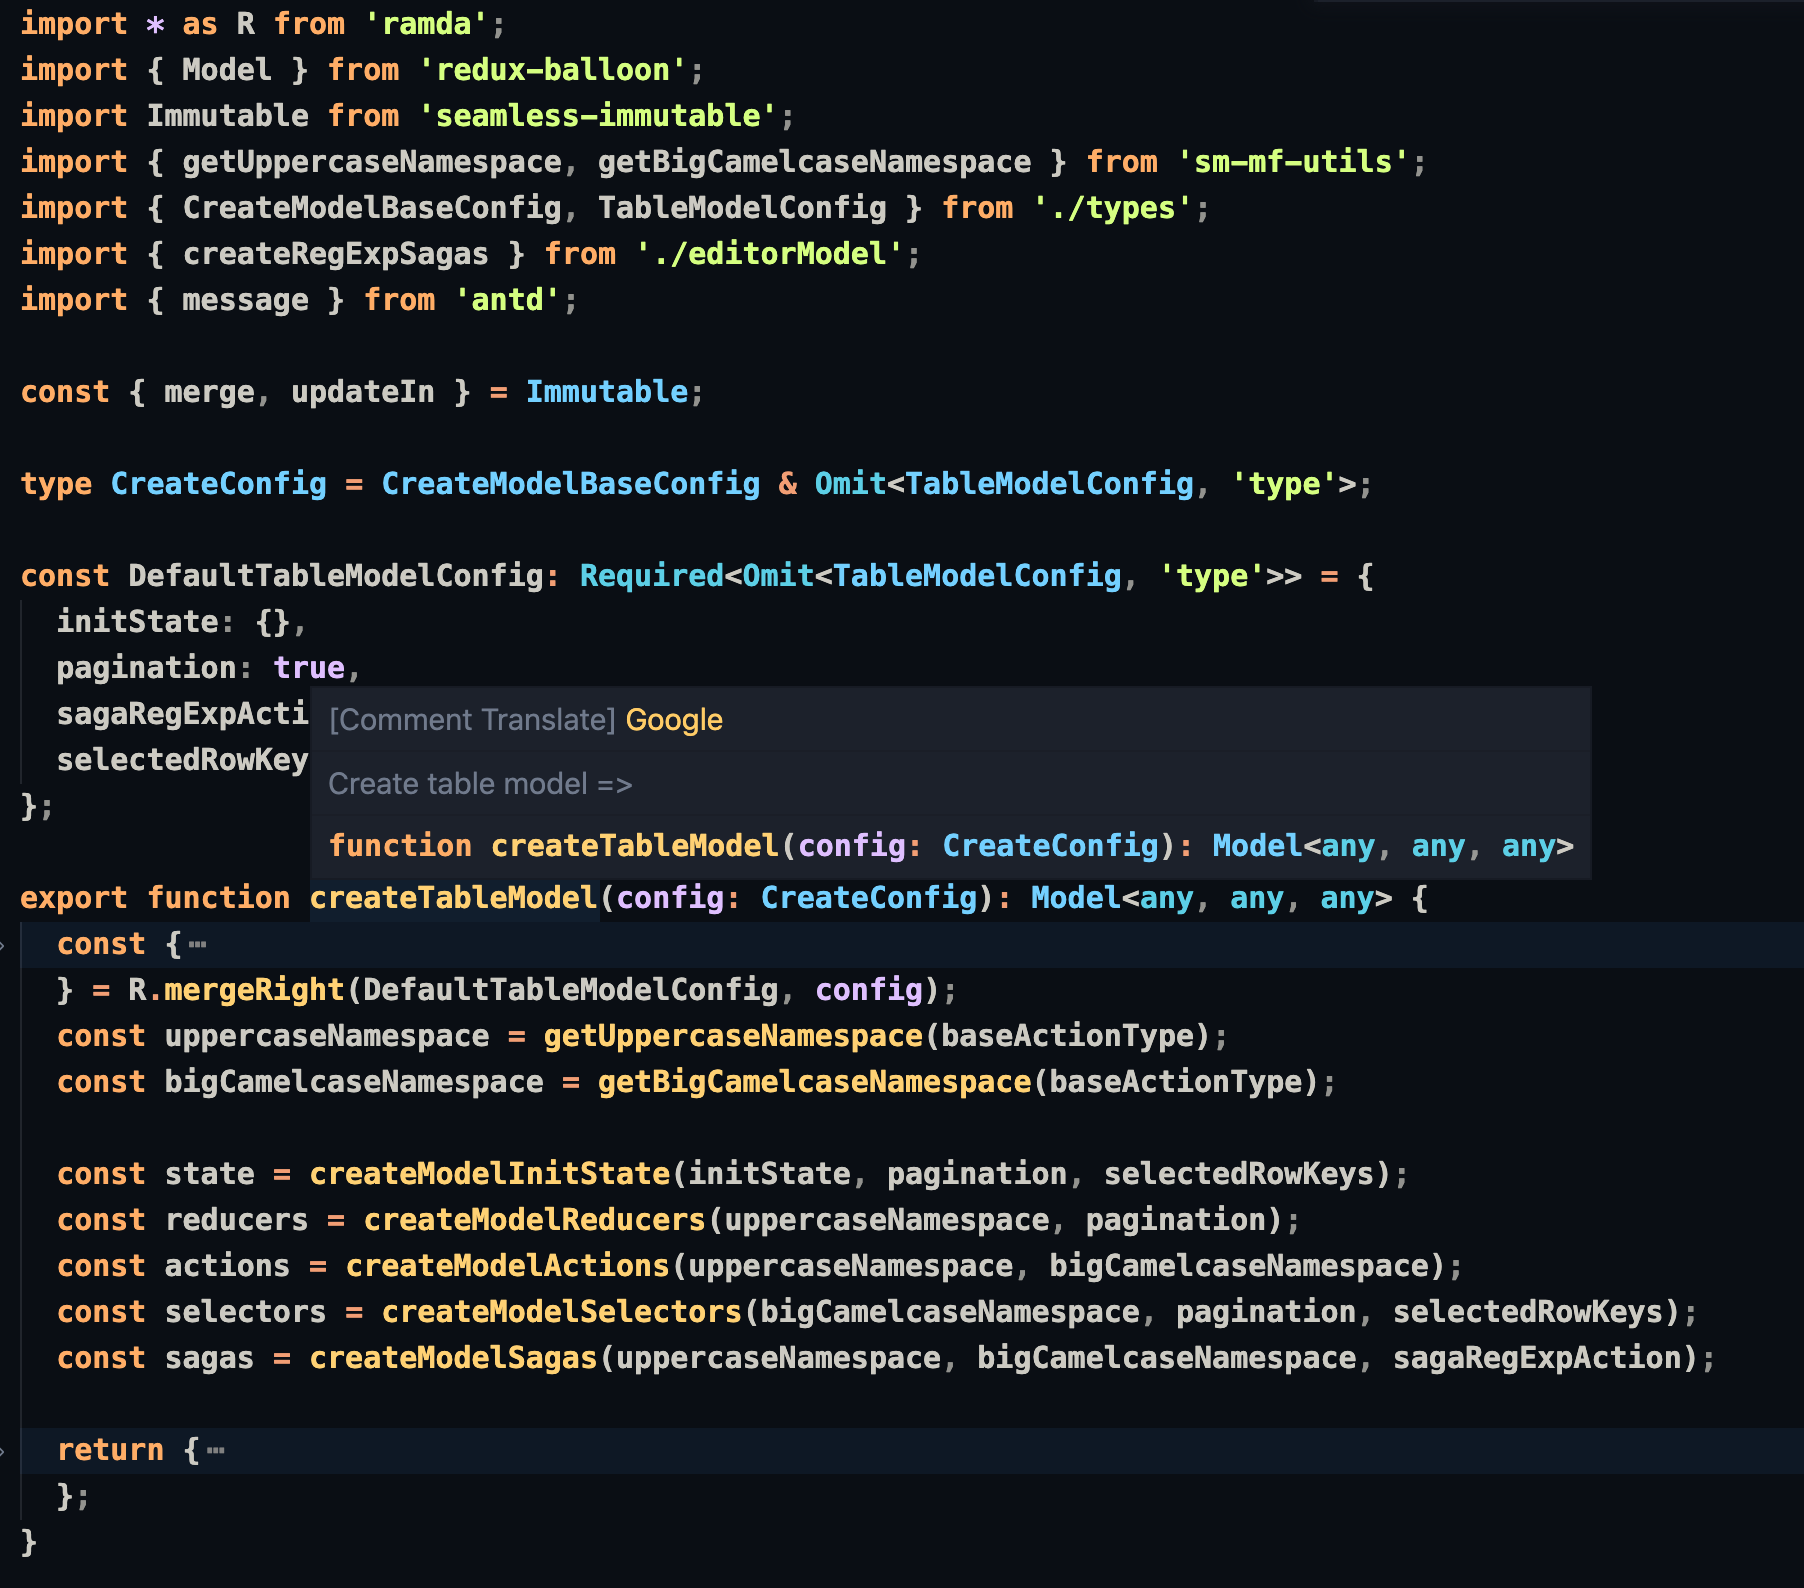 import * as R from 'ramda';
import { Model } from 'redux-balloon';
import Immutable from 'seamless-immutable';
import { getUppercaseNamespace, getBigCamelcaseNamespace } from 'sm-mf-utils';
import { CreateModelBaseConfig, TableModelConfig } from './types';
import { createRegExpSagas } from './editorModel';
import { message } from 'antd';

const { merge, updateIn } = Immutable;

type CreateConfig = CreateModelBaseConfig & Omit<TableModelConfig, 'type'>;

const DefaultTableModelConfig: Required<Omit<TableModelConfig, 'type'>> = {
  initState: {},
  pagination: true,
  sagaRegExpActi
  selectedRowKey
};
[Comment Translate] Google
Create table model =>
function createTableModel(config: CreateConfig): Model<any, any, any>
export function createTableModel(config: CreateConfig): Model<any, any, any> {
  const {…
  } = R.mergeRight(DefaultTableModelConfig, config);
  const uppercaseNamespace = getUppercaseNamespace(baseActionType);
  const bigCamelcaseNamespace = getBigCamelcaseNamespace(baseActionType);

  const state = createModelInitState(initState, pagination, selectedRowKeys);
  const reducers = createModelReducers(uppercaseNamespace, pagination);
  const actions = createModelActions(uppercaseNamespace, bigCamelcaseNamespace);
  const selectors = createModelSelectors(bigCamelcaseNamespace, pagination, selectedRowKeys);
  const sagas = createModelSagas(uppercaseNamespace, bigCamelcaseNamespace, sagaRegExpAction);

  return {…
  };
}